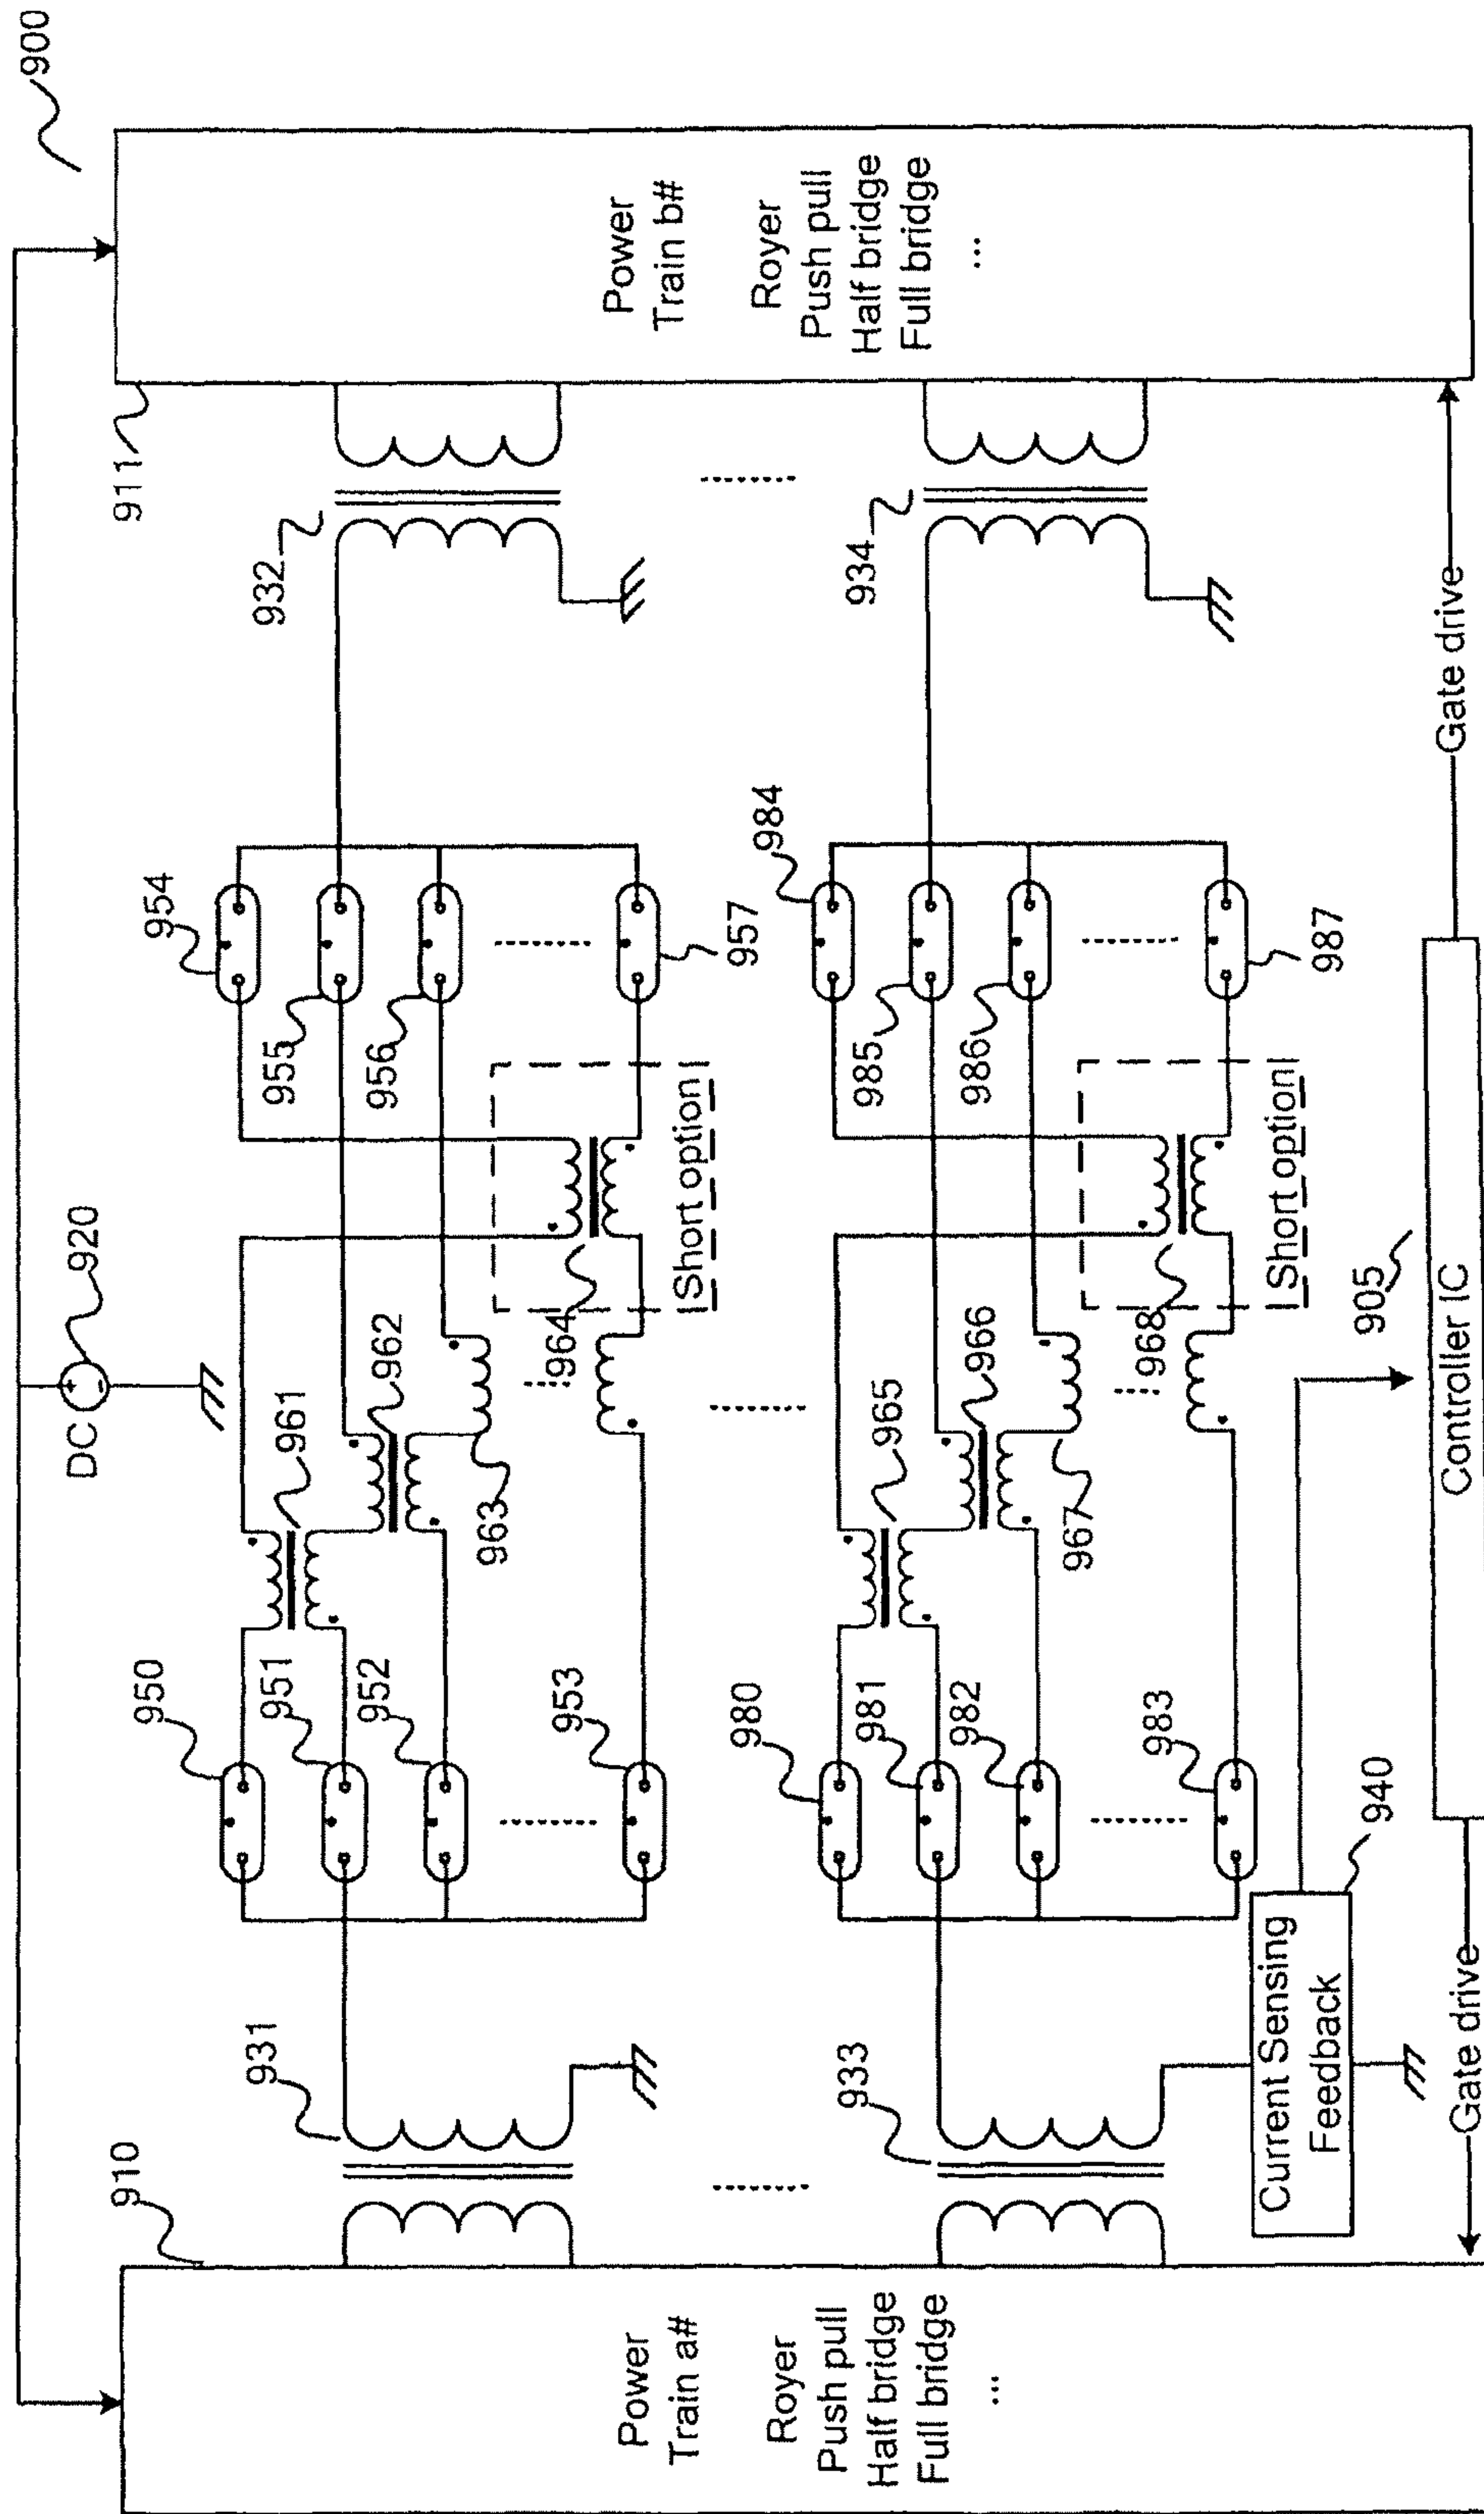 900
DC
920
910
Power
Train a#
Royer
Push pull
Half bridge
Full bridge
...
911
Power
Train b#
Royer
Push pull
Half bridge
Full bridge
...
931
932
950
951
952
953
961
962
963
964
Short option
954
955
956
957
933
934
980
981
982
983
965
966
967
968
Short option
984
985
986
987
Current Sensing
Feedback
940
905
Controller IC
Gate drive
Gate drive